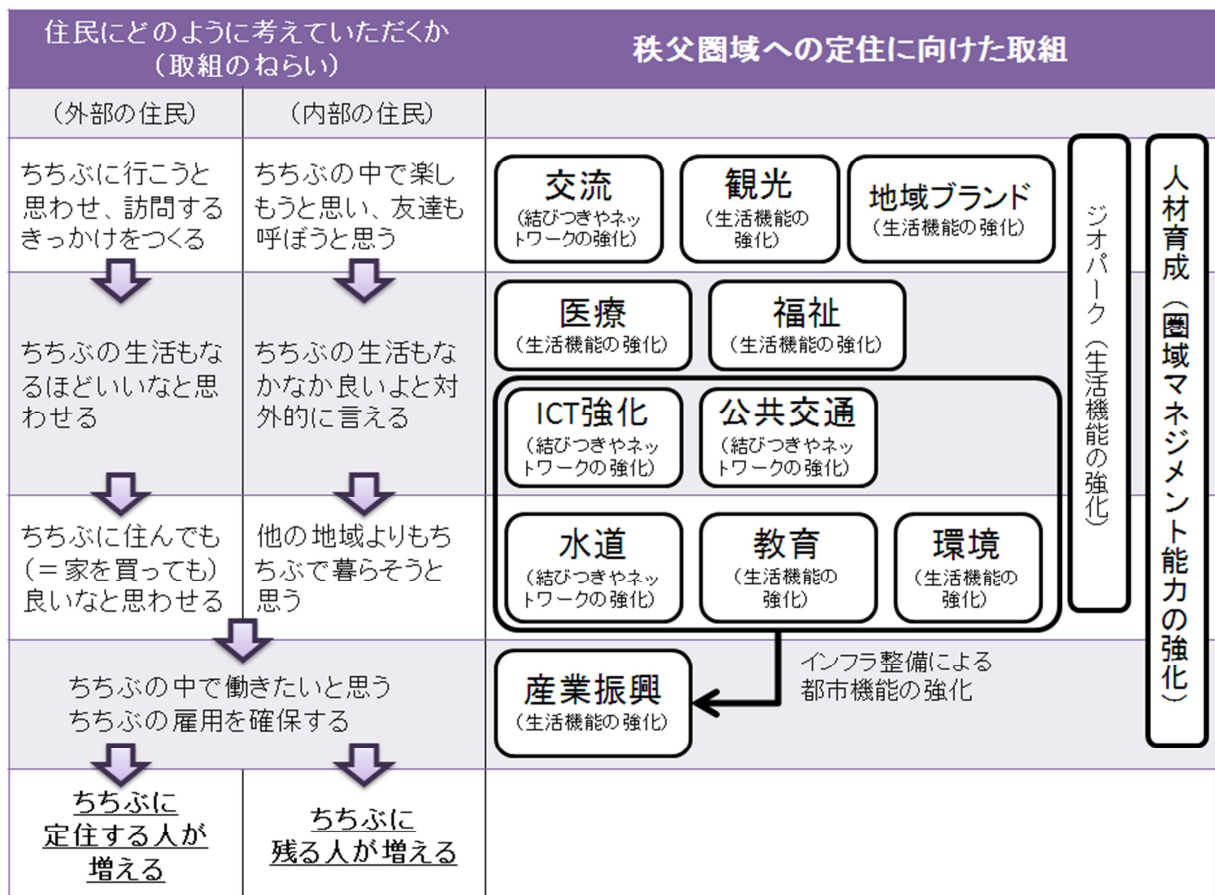 住民にどのように考えていただくか
（取組のねらい）
秩父圏域への定住に向けた取組
（外部の住民）
（内部の住民）
ちちぶに行こうと
思わせ、訪問する
きっかけをつくる
ちちぶの中で楽し
もうと思い、友達も
呼ぼうと思う
交流
（結びつきやネッ
トワークの強化）
観光
（生活機能の
強化）
地域ブランド
（生活機能の強化）
ちちぶの生活もな
るほどいいなと思
わせる
ちちぶの生活もな
かなか良いよと対
外的に言える
医療
（生活機能の強化）
福祉
（生活機能の強化）
ICT強化
（結びつきやネッ
トワークの強化）
公共交通
（結びつきやネッ
トワークの強化）
ちちぶに住んでも
（＝家を買っても）
良いなと思わせる
他の地域よりもち
ちぶで暮らそうと
思う
水道
（結びつきやネッ
トワークの強化）
教育
（生活機能の
強化）
環境
（生活機能の
強化）
ちちぶの中で働きたいと思う
ちちぶの雇用を確保する
産業振興
（生活機能の強化）
インフラ整備による
都市機能の強化
ジオパーク（生活機能の強化）
人材育成（圏域マネジメント能力の強化）
ちちぶに
定住する人が
増える
ちちぶに
残る人が増える